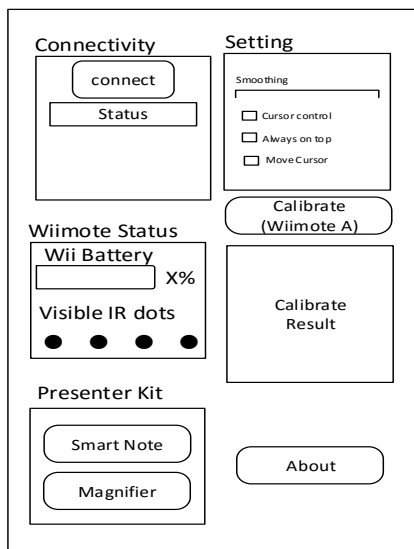 Connectivity
connect
Status
Setting
Smoothing
Cursor control
Always on top
Move Cursor
Calibrate
(Wiimote A)
Wiimote Status
Wii Battery
X%
Visible IR dots
Calibrate
Result
Presenter Kit
Smart Note
Magnifier
About